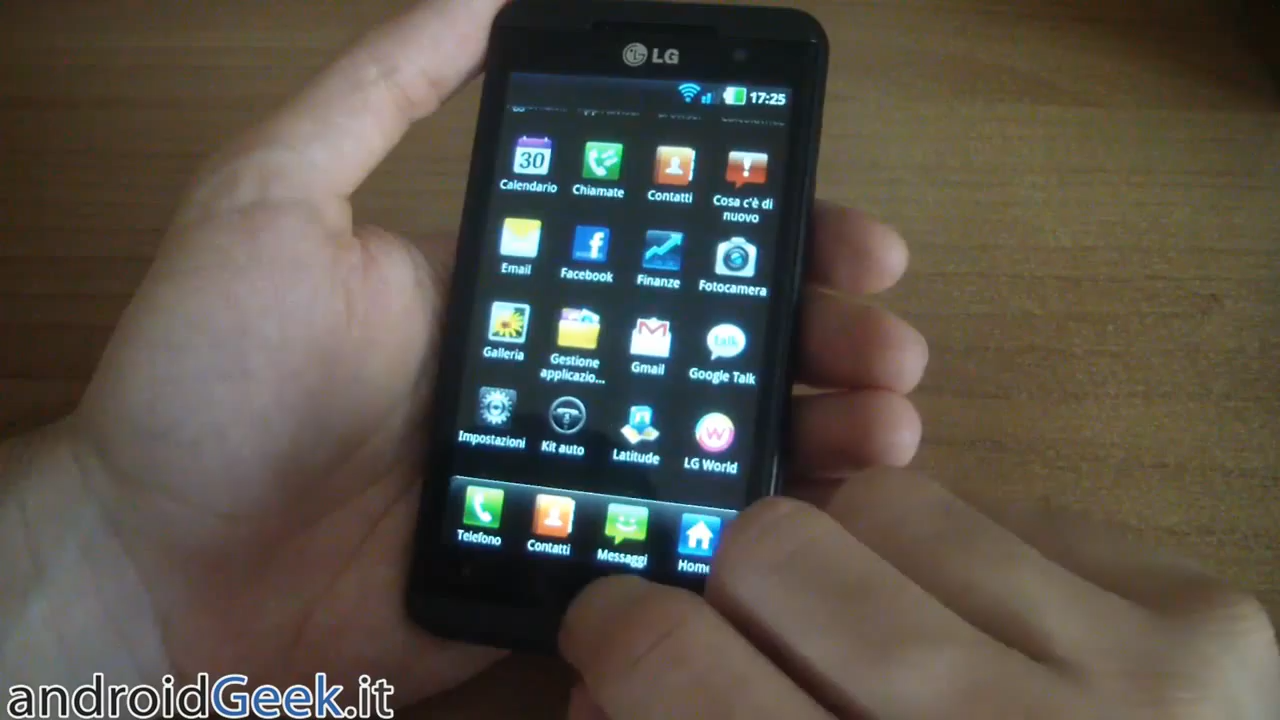 LG
17:25
30
Calendario
Chiamate
Contatti
Cosa c'è di
nuovo
Email
Facebook
Finanze
Fotocamera
talk
Galleria
Gestione
applicazio...
Gmail
Google Talk
W
Impostazioni
Kit auto
Latitude
LG World
Telefono
Contatti
Messaggi
Home
androidGeek.it